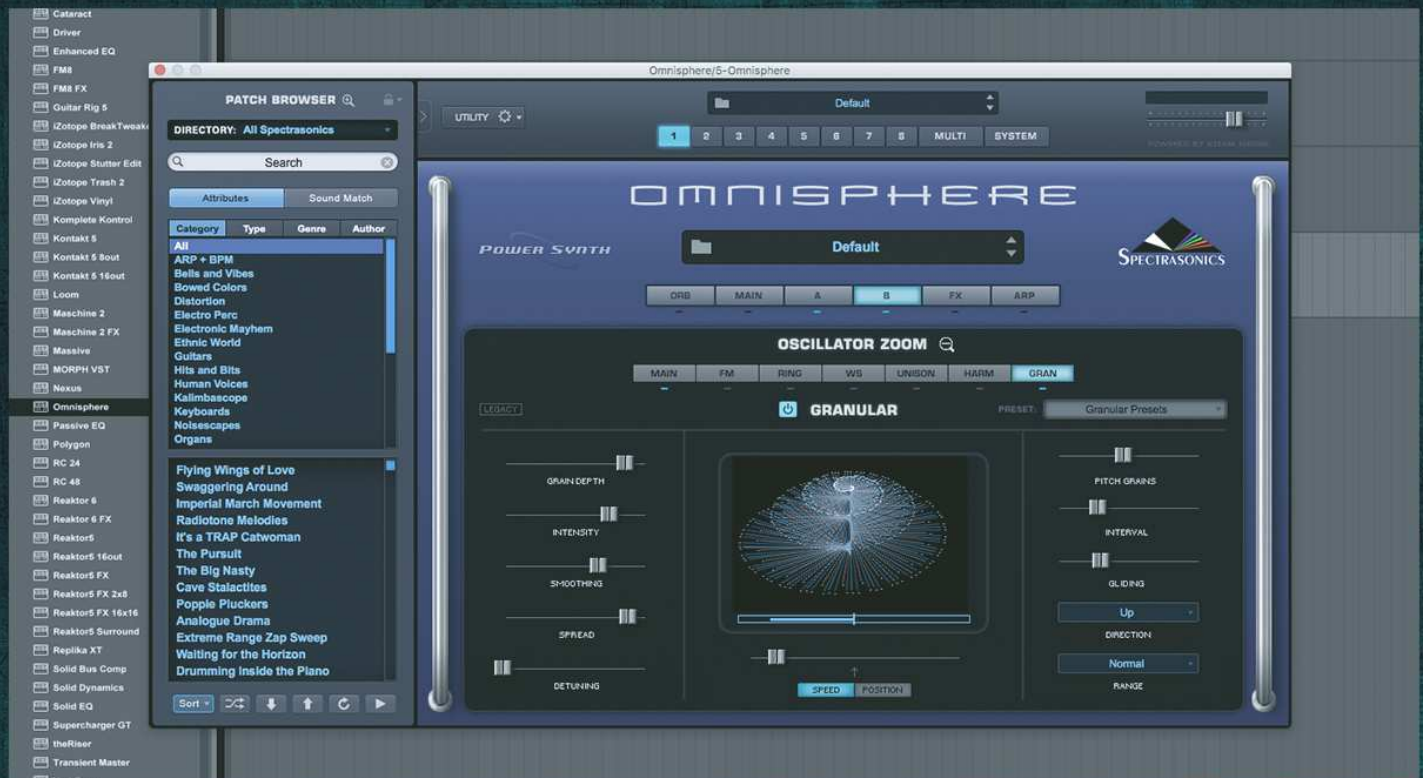 Cataract
Driver
Enhanced EQ
FM8
FM8 FX
Guitar Rig 5
iZotope BreakTweake
iZotope Iris 2
iZotope Stutter Edit
iZotope Trash 2
iZotope Vinyl
Komplete Kontrol
Kontakt 5
Kontakt 5 8out
Kontakt 5 16out
Loom
Maschine 2
Maschine 2 FX
Massive
MORPH VST
Nexus
Omnisphere
Passive EQ
Polygon
RC 24
RC 48
Reaktor 6
Reaktor 6 FX
Reaktor5
Reaktor5 16out
Reaktor5 FX
Reaktor5 FX 2x8
Reaktor5 FX 16x16
Reaktor5 Surround
Replika XT
Solid Bus Comp
Solid Dynamics
Solid EQ
Supercharger GT
theRiser
Transient Master
Omnisphere/5-Omnisphere
PATCH BROWSER
DIRECTORY: All Spectrasonics
Search
Attributes Sound Match
Category Type Genre Author
All
ARP + BPM
Bells and Vibes
Bowed Colors
Distortion
Electro Perc
Electronic Mayhem
Ethnic World
Guitars
Hits and Bits
Human Voices
Kalimbascope
Keyboards
Noisescapes
Organs
Flying Wings of Love
Swaggering Around
Imperial March Movement
Radiotone Melodies
It's a TRAP Catwoman
The Pursuit
The Big Nasty
Cave Stalactites
Popple Pluckers
Analogue Drama
Extreme Range Zap Sweep
Waiting for the Horizon
Drumming Inside the Piano
Sort
UTILITY
Default
1 2 3 4 5 6 7 8 MULTI SYSTEM
OMNISPHERE
POWER SYNTH
Default
SPECTRASONICS
ORB MAIN A B FX ARP
OSCILLATOR ZOOM
MAIN FM RING WS UNISON HARM GRAN
LEGACY
GRANULAR
PRESET: Granular Presets
GRAIN DEPTH
INTENSITY
SMOOTHING
SPREAD
DETUNING
SPEED POSITION
PITCH GRAINS
INTERVAL
GLIDING
Up
DIRECTION
Normal
RANGE